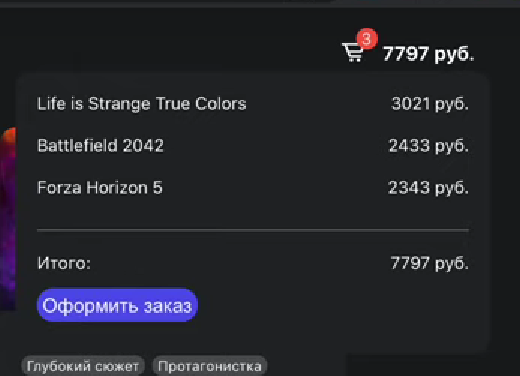 3
7797 руб.
Life is Strange True Colors 3021 руб.
Battlefield 2042 2433 руб.
Forza Horizon 5 2343 руб.
Итого: 7797 руб.
Оформить заказ
Глубокий сюжет Протагонистка